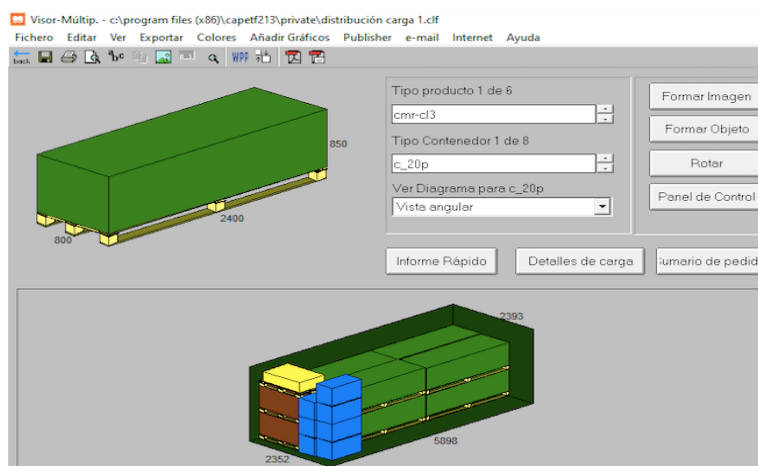 Visor-Múltip. - c:\program files (x86)\capetf213\private\distribución carga 1.clf
Fichero Editar Ver Exportar Colores Añadir Gráficos Publisher e-mail Internet Ayuda
back abc WPP
Tipo producto 1 de 6
cmr-cl3
Tipo Contenedor 1 de 8
c_20p
Ver Diagrama para c_20p
Vista angular
Formar Imagen
Formar Objeto
Rotar
Panel de Control
850
2400
800
Informe Rápido Detalles de carga umario de pedid
2393
5898
2352